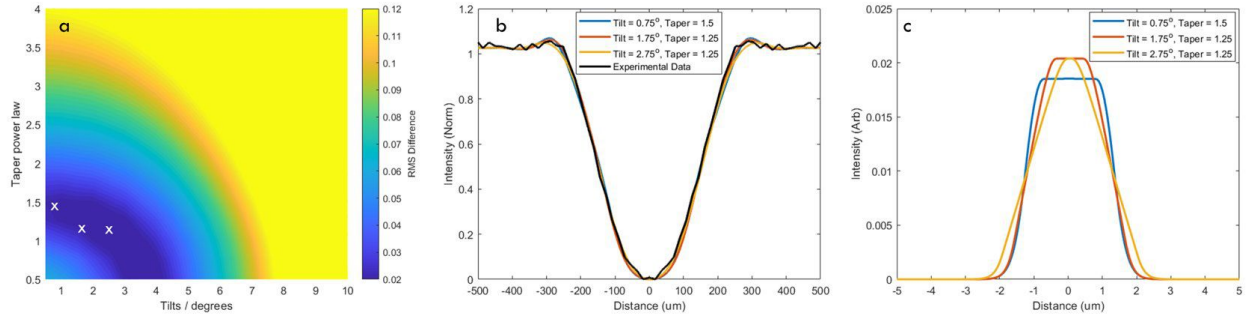 a
4
3.5
3
2.5
2
1.5
1
0.5
Taper power law
1 2 3 4 5 6 7 8 9 10
Tilts / degrees
0.12
0.11
0.1
0.09
0.08
0.07
0.06
0.05
0.04
0.03
0.02
RMS Difference
x
x x
b
1.2
1
0.8
0.6
0.4
0.2
0
Intensity (Norm)
Tilt = 0.75°, Taper = 1.5
Tilt = 1.75°, Taper = 1.25
Tilt = 2.75°, Taper = 1.25
Experimental Data
-500 -400 -300 -200 -100 0 100 200 300 400 500
Distance (um)
c
0.025
0.02
0.015
0.01
0.005
0
Intensity (Arb)
Tilt = 0.75°, Taper = 1.5
Tilt = 1.75°, Taper = 1.25
Tilt = 2.75°, Taper = 1.25
-5 -4 -3 -2 -1 0 1 2 3 4 5
Distance (um)